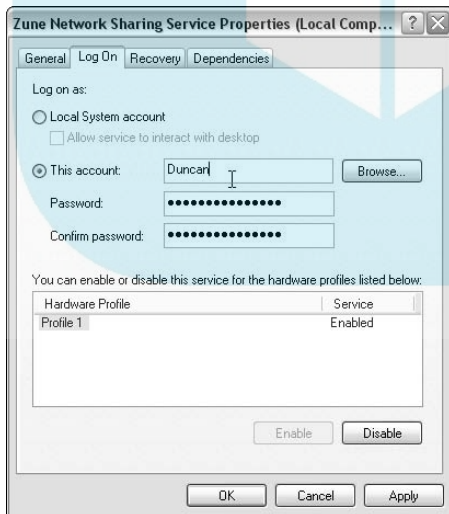 Zune Network Sharing Service Properties (Local Comp...
General Log On Recovery Dependencies
Log on as:
Local System account
Allow service to interact with desktop
This account: Duncan Browse...
Password: •••••••••••••••
Confirm password: •••••••••••••••
You can enable or disable this service for the hardware profiles listed below:
Hardware Profile Service
Profile 1 Enabled
Enable Disable
OK Cancel Apply